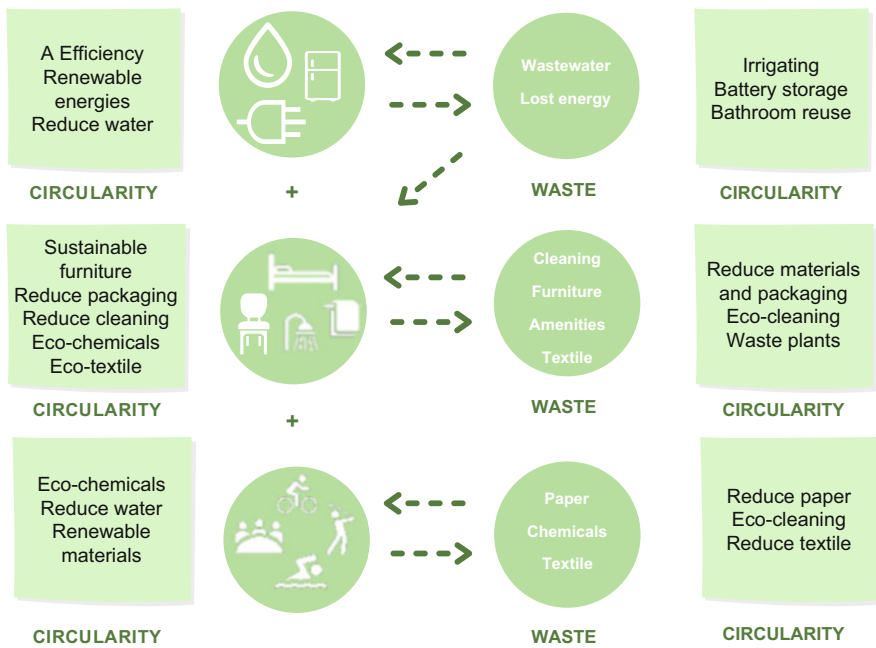 A Efficiency
Renewable
energies
Reduce water
CIRCULARITY
+
Wastewater
Lost energy
WASTE
Irrigating
Battery storage
Bathroom reuse
CIRCULARITY
Sustainable
furniture
Reduce packaging
Reduce cleaning
Eco-chemicals
Eco-textile
CIRCULARITY
+
Cleaning
Furniture
Amenities
Textile
WASTE
Reduce materials
and packaging
Eco-cleaning
Waste plants
CIRCULARITY
Eco-chemicals
Reduce water
Renewable
materials
CIRCULARITY
Paper
Chemicals
Textile
WASTE
Reduce paper
Eco-cleaning
Reduce textile
CIRCULARITY